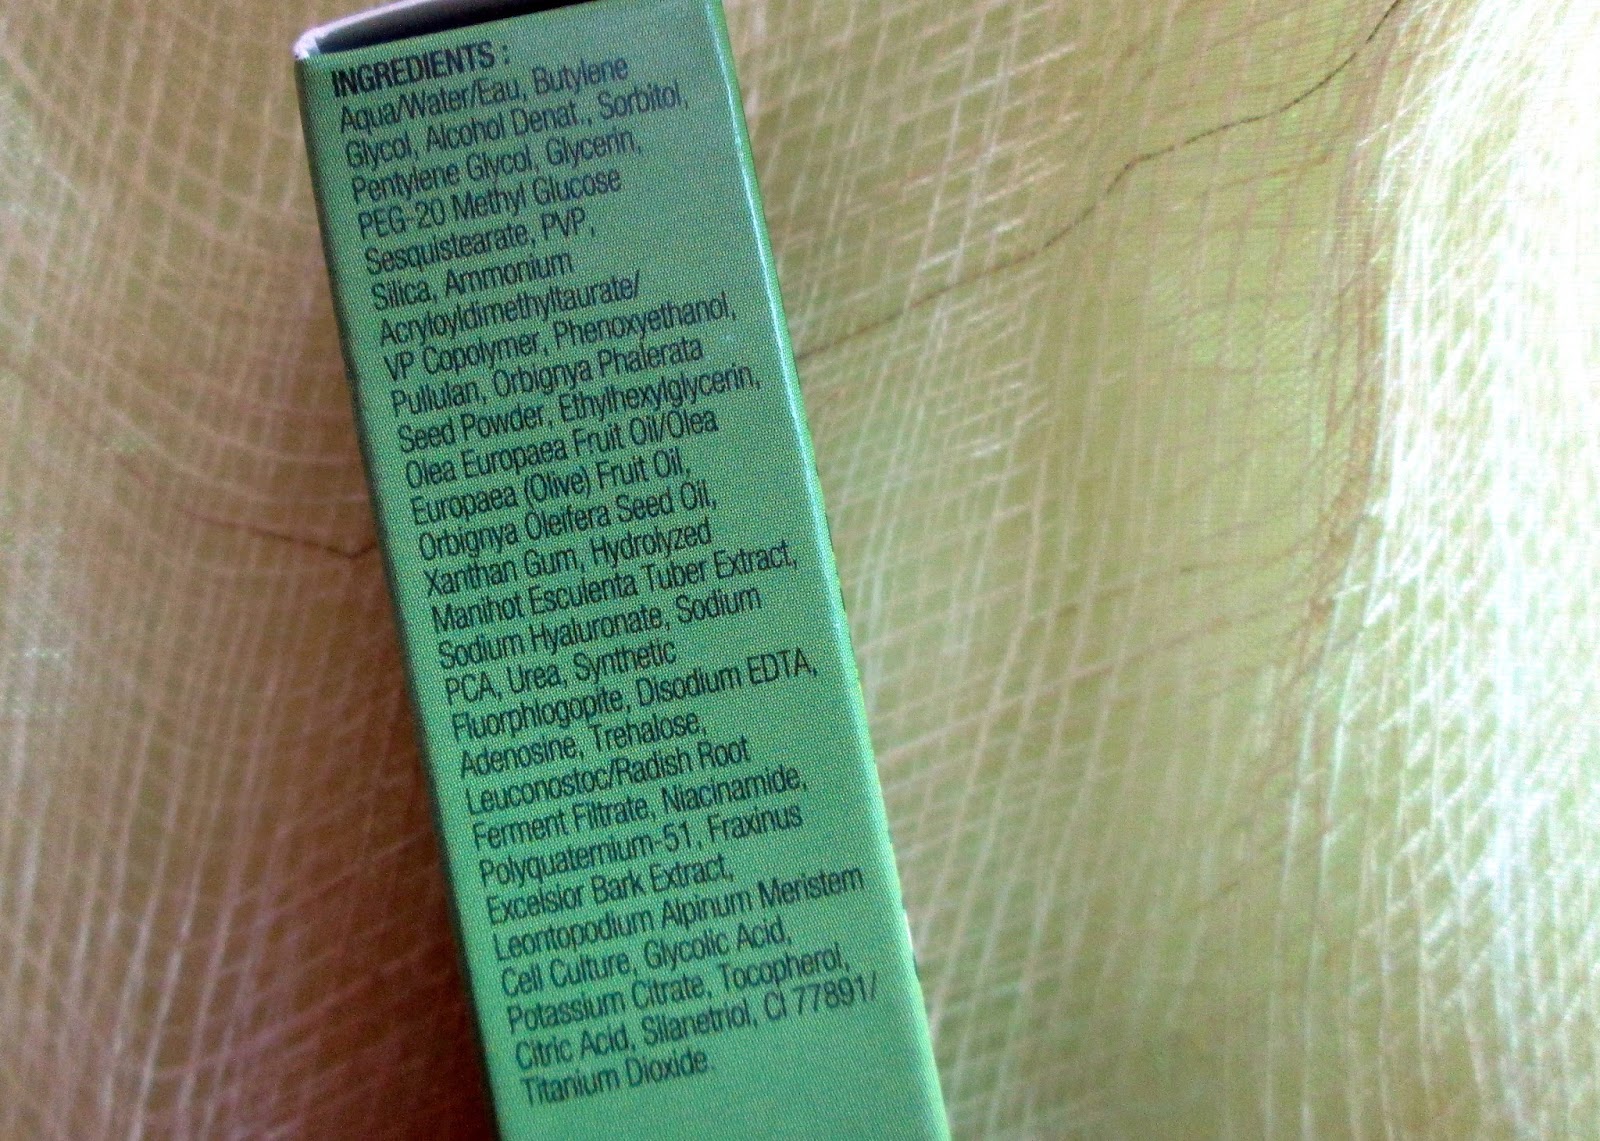 INGREDIENTS :
Aqua/Water/Eau, Butylene
Glycol, Alcohol Denat., Sorbitol,
Pentylene Glycol, Glycerin,
PEG-20 Methyl Glucose
Sesquistearate, PVP,
Silica, Ammonium
Acryloyldimethyltaurate/
VP Copolymer, Phenoxyethanol,
Pullulan, Orbignya Phalerata
Seed Powder, Ethylhexylglycerin,
Olea Europaea Fruit Oil/Olea
Europaea (Olive) Fruit Oil,
Orbignya Oleifera Seed Oil,
Xanthan Gum, Hydrolyzed
Manihot Esculenta Tuber Extract,
Sodium Hyaluronate, Sodium
PCA, Urea, Synthetic
Fluorphlogopite, Disodium EDTA,
Adenosine, Trehalose,
Leuconostoc/Radish Root
Ferment Filtrate, Niacinamide,
Polyquaternium-51, Fraxinus
Excelsior Bark Extract,
Leontopodium Alpinum Meristem
Cell Culture, Glycolic Acid,
Potassium Citrate, Tocopherol,
Citric Acid, Silanetriol, CI 77891/
Titanium Dioxide.